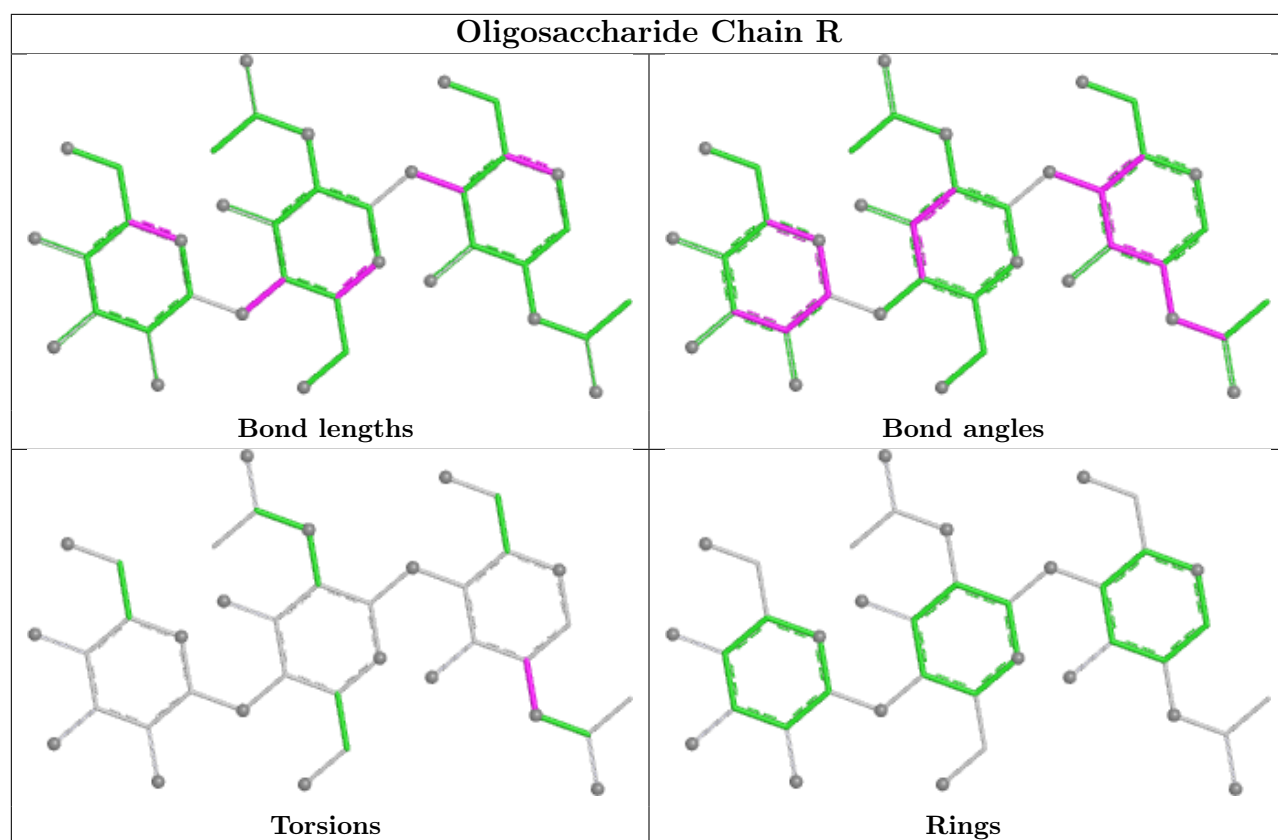 Oligosaccharide Chain R
Bond lengths
Bond angles
Torsions
Rings